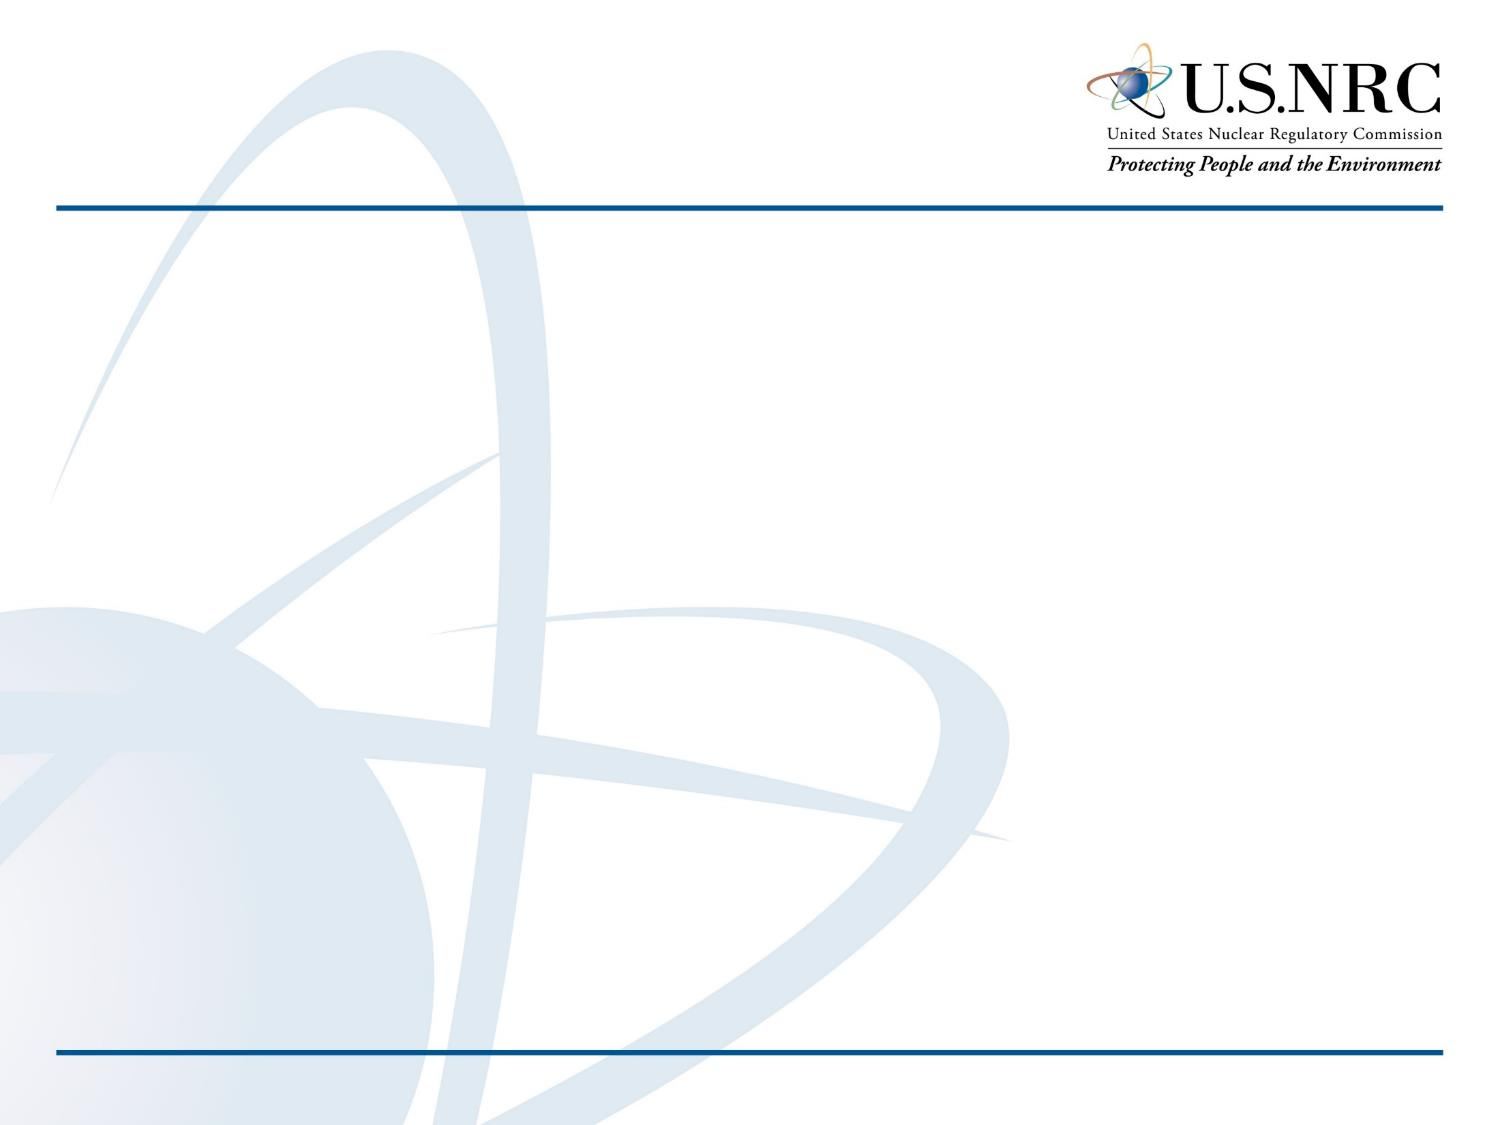 U.S.NRC
United States Nuclear Regulatory Commission
Protecting People and the Environment